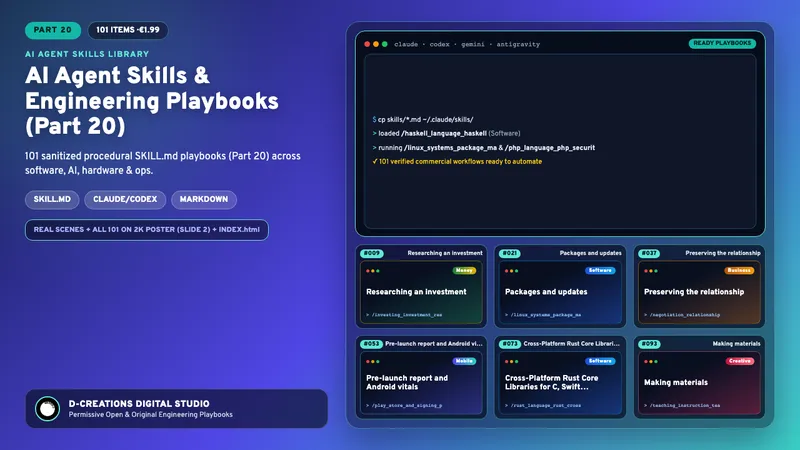 PART 20
101 ITEMS -€1.99
AI AGENT SKILLS LIBRARY
AI Agent Skills &
Engineering Playbooks
(Part 20)
101 sanitized procedural SKILL.md playbooks (Part 20) across
software, AI, hardware & ops.
SKILL.MD
CLAUDE/CODEX
MARKDOWN
REAL SCENES + ALL 101 ON 2K POSTER (SLIDE 2) + INDEX.html
D-CREATIONS DIGITAL STUDIO
Permissive Open & Original Engineering Playbooks
claude · codex · gemini · antigravity
READY PLAYBOOKS
$ cp skills/*.md ~/.claude/skills/
> loaded /haskell_language_haskell (Software)
> running /linux_systems_package_ma & /php_language_php_securit
✓ 101 verified commercial workflows ready to automate
#009
Researching an investment
Money
Researching an investment
> /investing_investment_res
#021
Packages and updates
Software
Packages and updates
> /linux_systems_package_ma
#037
Preserving the relationship
Business
Preserving the relationship
> /negotiation_relationship
#053
Pre-launch report and Android vi...
Mobile
Pre-launch report and
Android vitals
> /play_store_and_signing_p
#073
Cross-Platform Rust Core Librari...
Software
Cross-Platform Rust Core
Libraries for C, Swift...
> /rust_language_rust_cross
#093
Making materials
Creative
Making materials
> /teaching_instruction_tea